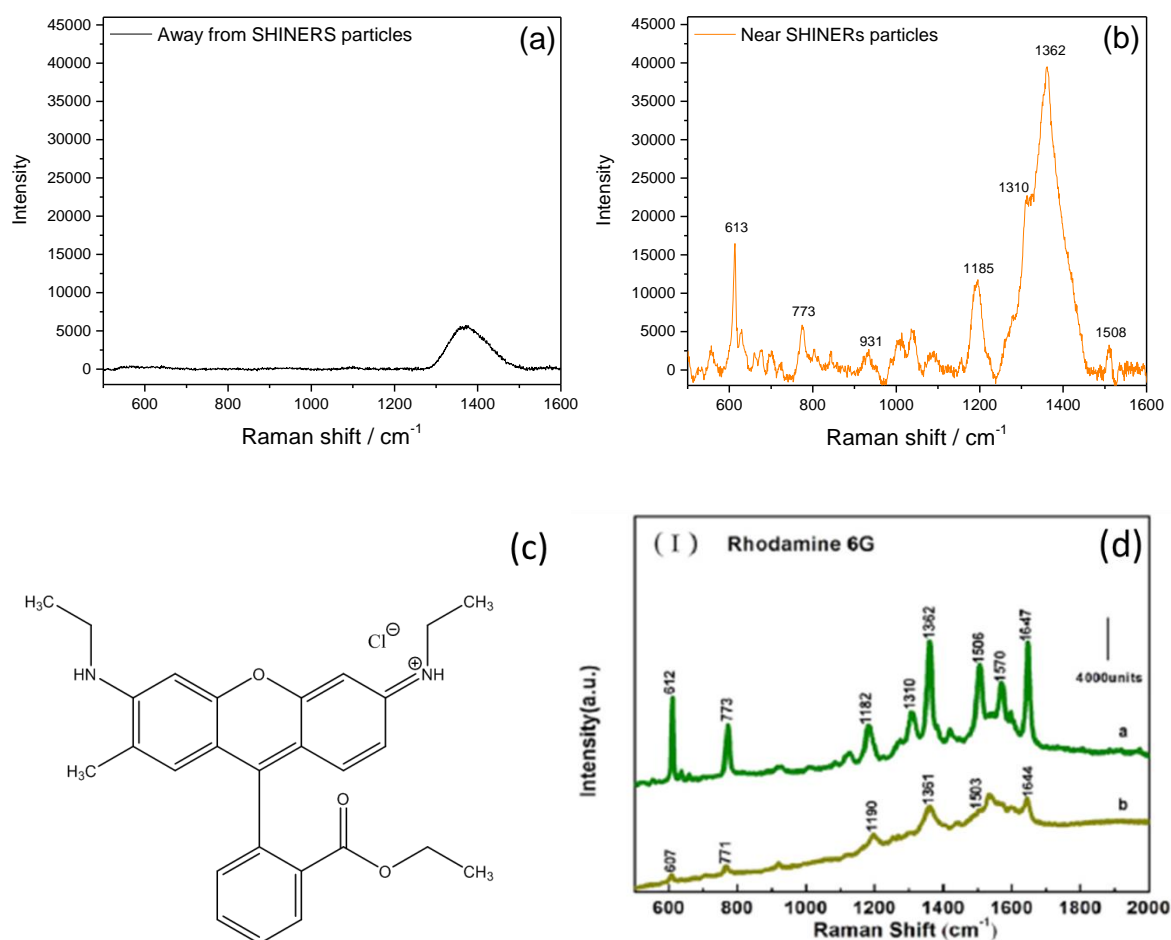 Away from SHINERS particles
(a)
45000
40000
35000
30000
25000
20000
15000
10000
5000
0
Intensity
600 800 1000 1200 1400 1600
Raman shift / cm-1
Near SHINERs particles
(b)
45000
40000
35000
30000
25000
20000
15000
10000
5000
0
Intensity
613
773
931
1185
1310
1362
1508
600 800 1000 1200 1400 1600
Raman shift / cm-1
(c)
H3C
CH3
Cl⊖
NH
O
⊕
NH
H3C
O
O
CH3
(d)
( I ) Rhodamine 6G
Intensity(a.u.)
612
773
1182
1310
1362
1506
1570
1647
4000units
a
607
771
1190
1361
1503
1644
b
600 800 1000 1200 1400 1600 1800 2000
Raman Shift (cm-1)